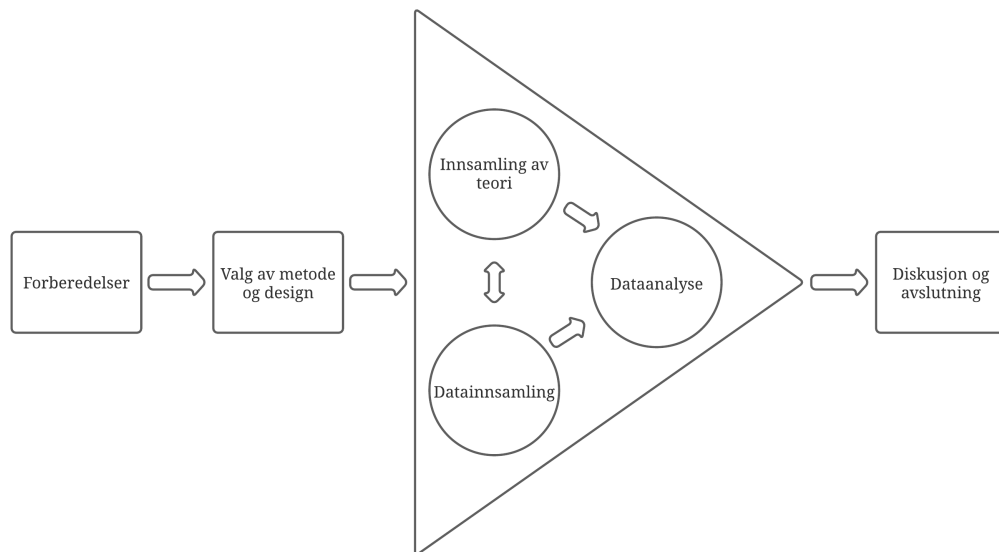 Forberedelser
Valg av metode
og design
Innsamling av
teori
Datainnsamling
Dataanalyse
Diskusjon og
avslutning